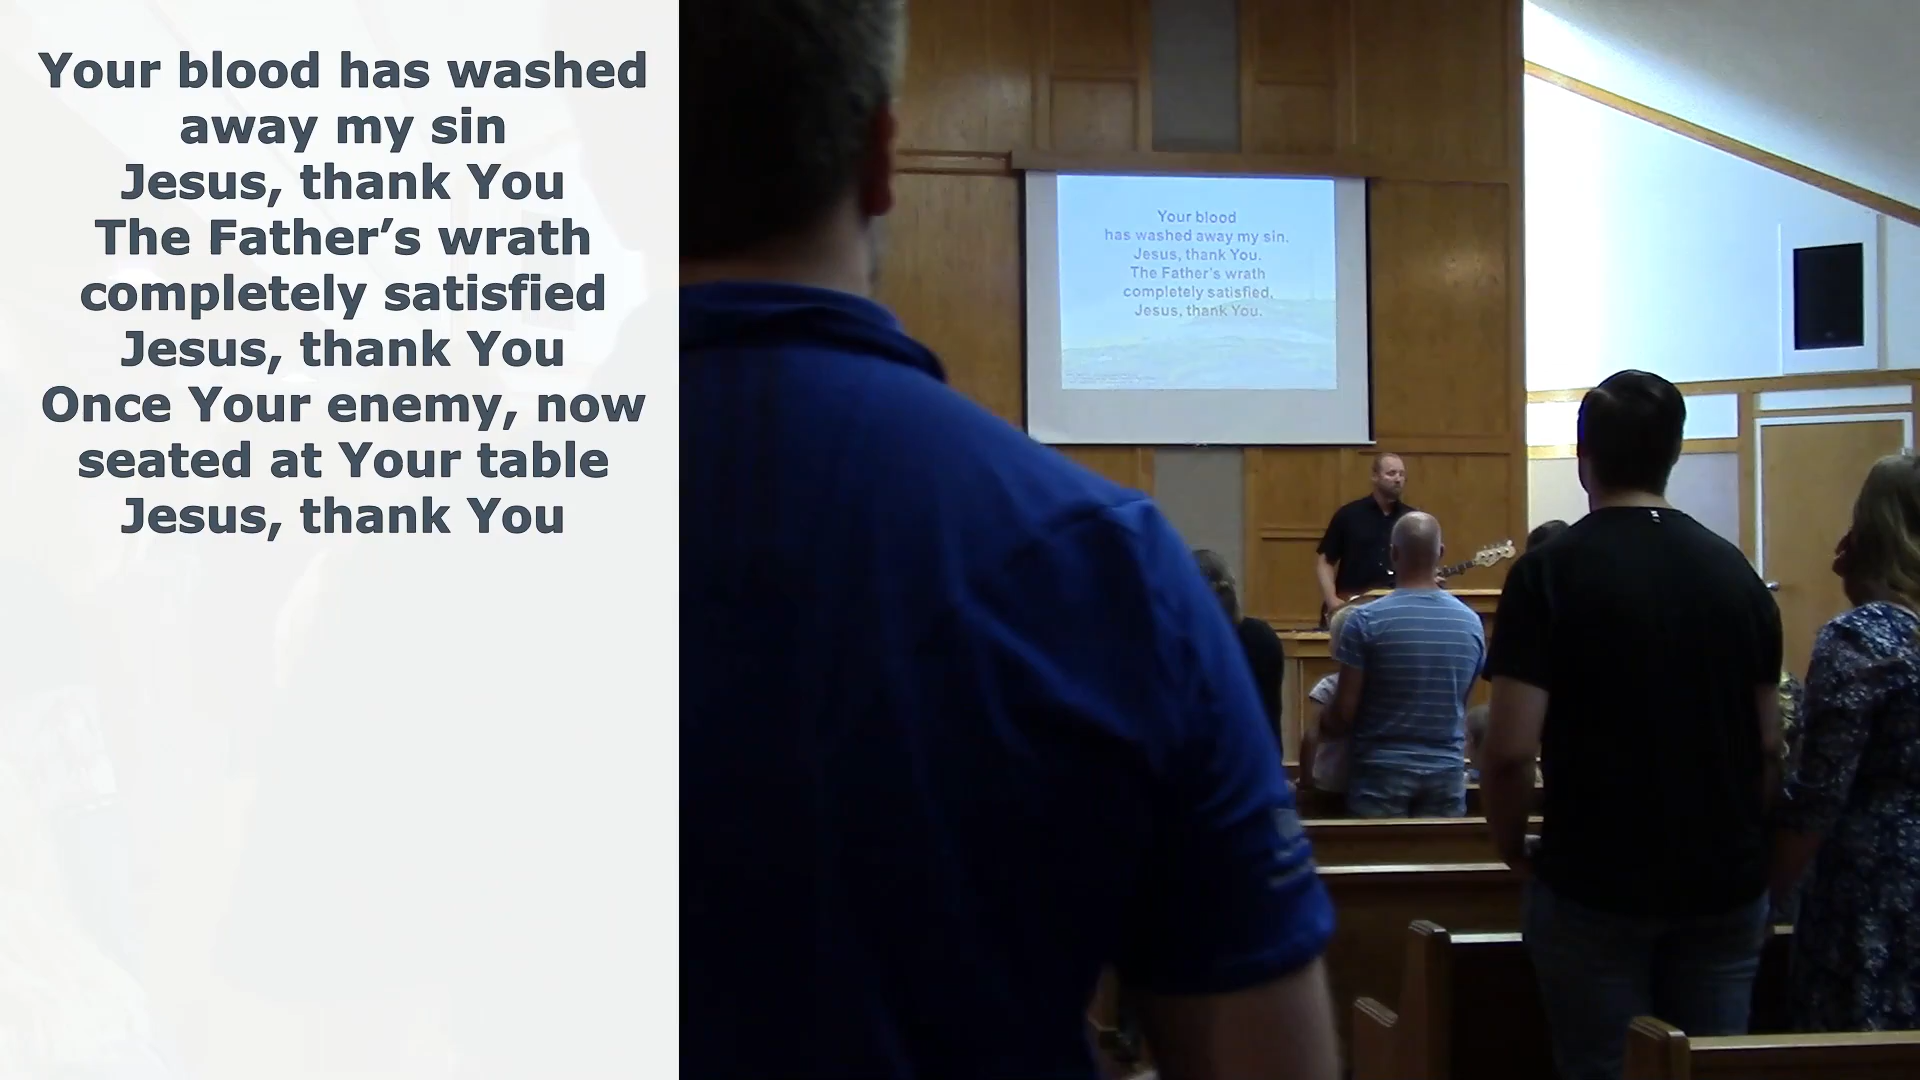 Your blood has washed
away my sin
Jesus, thank You
The Father’s wrath
completely satisfied
Jesus, thank You
Once Your enemy, now
seated at Your table
Jesus, thank You
Your blood
has washed away my sin.
Jesus, thank You.
The Father's wrath
completely satisfied.
Jesus, thank You.